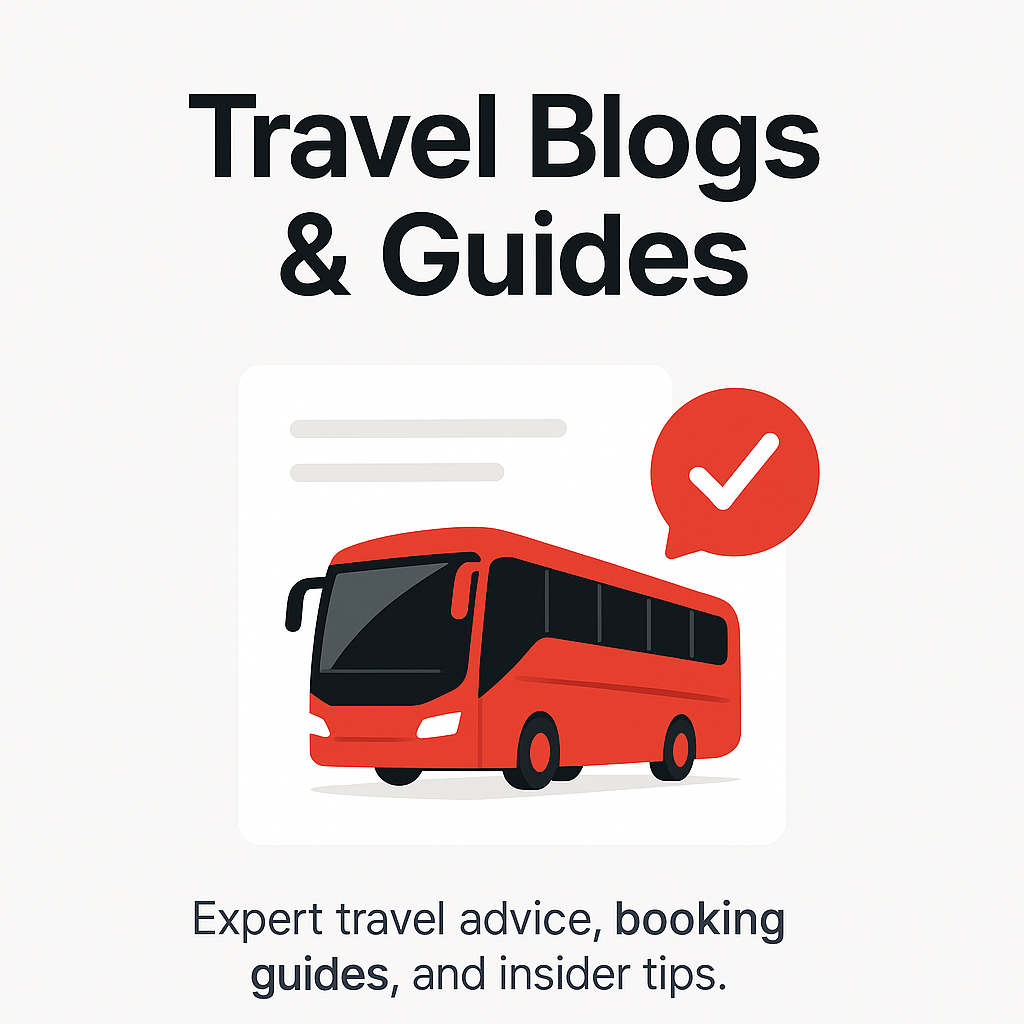 Travel Blogs
& Guides
Expert travel advice, booking
guides, and insider tips.